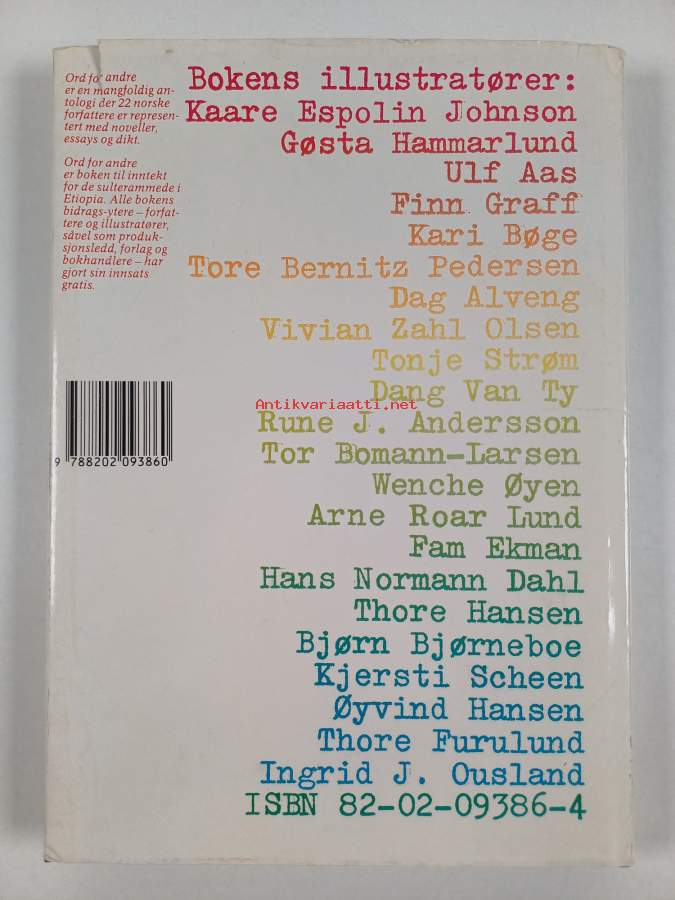 Ord for andre
er en mangfoldig an-
tologi der 22 norske
forfattere er represen-
tert med noveller,
essays og dikt.
Ord for andre
er boken til inntekt
for de sulterammede i
Etiopia. Alle bokens
bidrags-ytere – forfat-
tere og illustratører,
såvel som produk-
sjonsledd, forlag og
bokhandlere – har
gjort sin innsats
gratis.
Bokens illustratører:
Kaare Espolin Johnson
Gøsta Hammarlund
Ulf Aas
Finn Graff
Kari Bøge
Tore Bernitz Pedersen
Dag Alveng
Vivian Zahl Olsen
Tonje Strøm
Dang Van Ty
Antikvariaatti.net
Rune J. Andersson
Tor Bomann-Larsen
Wenche Øyen
Arne Roar Lund
Fam Ekman
Hans Normann Dahl
Thore Hansen
Bjørn Bjørneboe
Kjersti Scheen
Øyvind Hansen
Thore Furulund
Ingrid J. Ousland
ISBN 82-02-09386-4
9 788202 093860